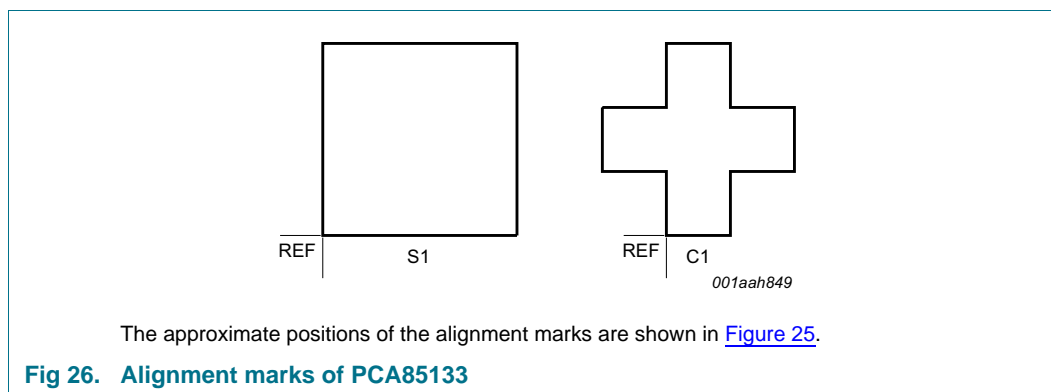 REF
S1
REF
C1
001aah849
The approximate positions of the alignment marks are shown in Figure 25.
Fig 26. Alignment marks of PCA85133